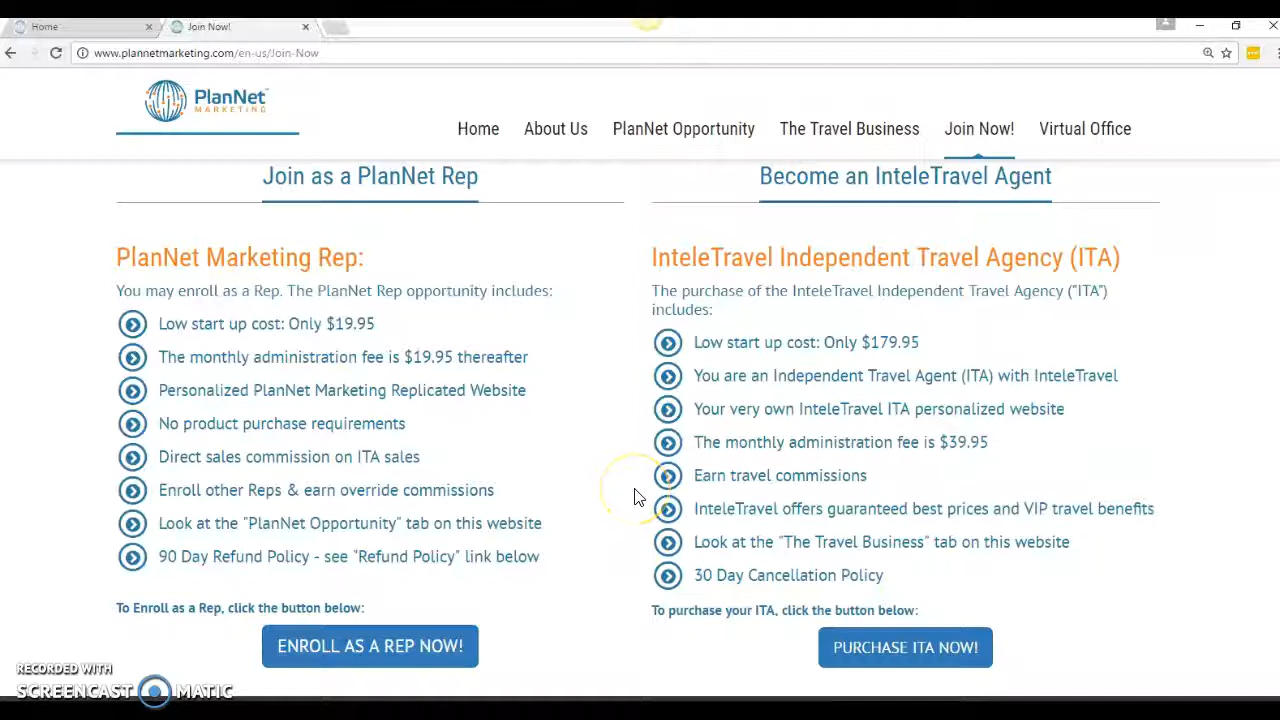 Home
Join Now!
www.plannetmarketing.com/en-us/Join-Now
PlanNet
MARKETING
Home About Us PlanNet Opportunity The Travel Business Join Now! Virtual Office
Join as a PlanNet Rep
PlanNet Marketing Rep:
You may enroll as a Rep. The PlanNet Rep opportunity includes:
Low start up cost: Only $19.95
The monthly administration fee is $19.95 thereafter
Personalized PlanNet Marketing Replicated Website
No product purchase requirements
Direct sales commission on ITA sales
Enroll other Reps & earn override commissions
Look at the "PlanNet Opportunity" tab on this website
90 Day Refund Policy - see "Refund Policy" link below
To Enroll as a Rep, click the button below:
ENROLL AS A REP NOW!
Become an InteleTravel Agent
InteleTravel Independent Travel Agency (ITA)
The purchase of the InteleTravel Independent Travel Agency ("ITA")
includes:
Low start up cost: Only $179.95
You are an Independent Travel Agent (ITA) with InteleTravel
Your very own InteleTravel ITA personalized website
The monthly administration fee is $39.95
Earn travel commissions
InteleTravel offers guaranteed best prices and VIP travel benefits
Look at the "The Travel Business" tab on this website
30 Day Cancellation Policy
To purchase your ITA, click the button below:
PURCHASE ITA NOW!
RECORDED WITH
SCREENCAST MATIC